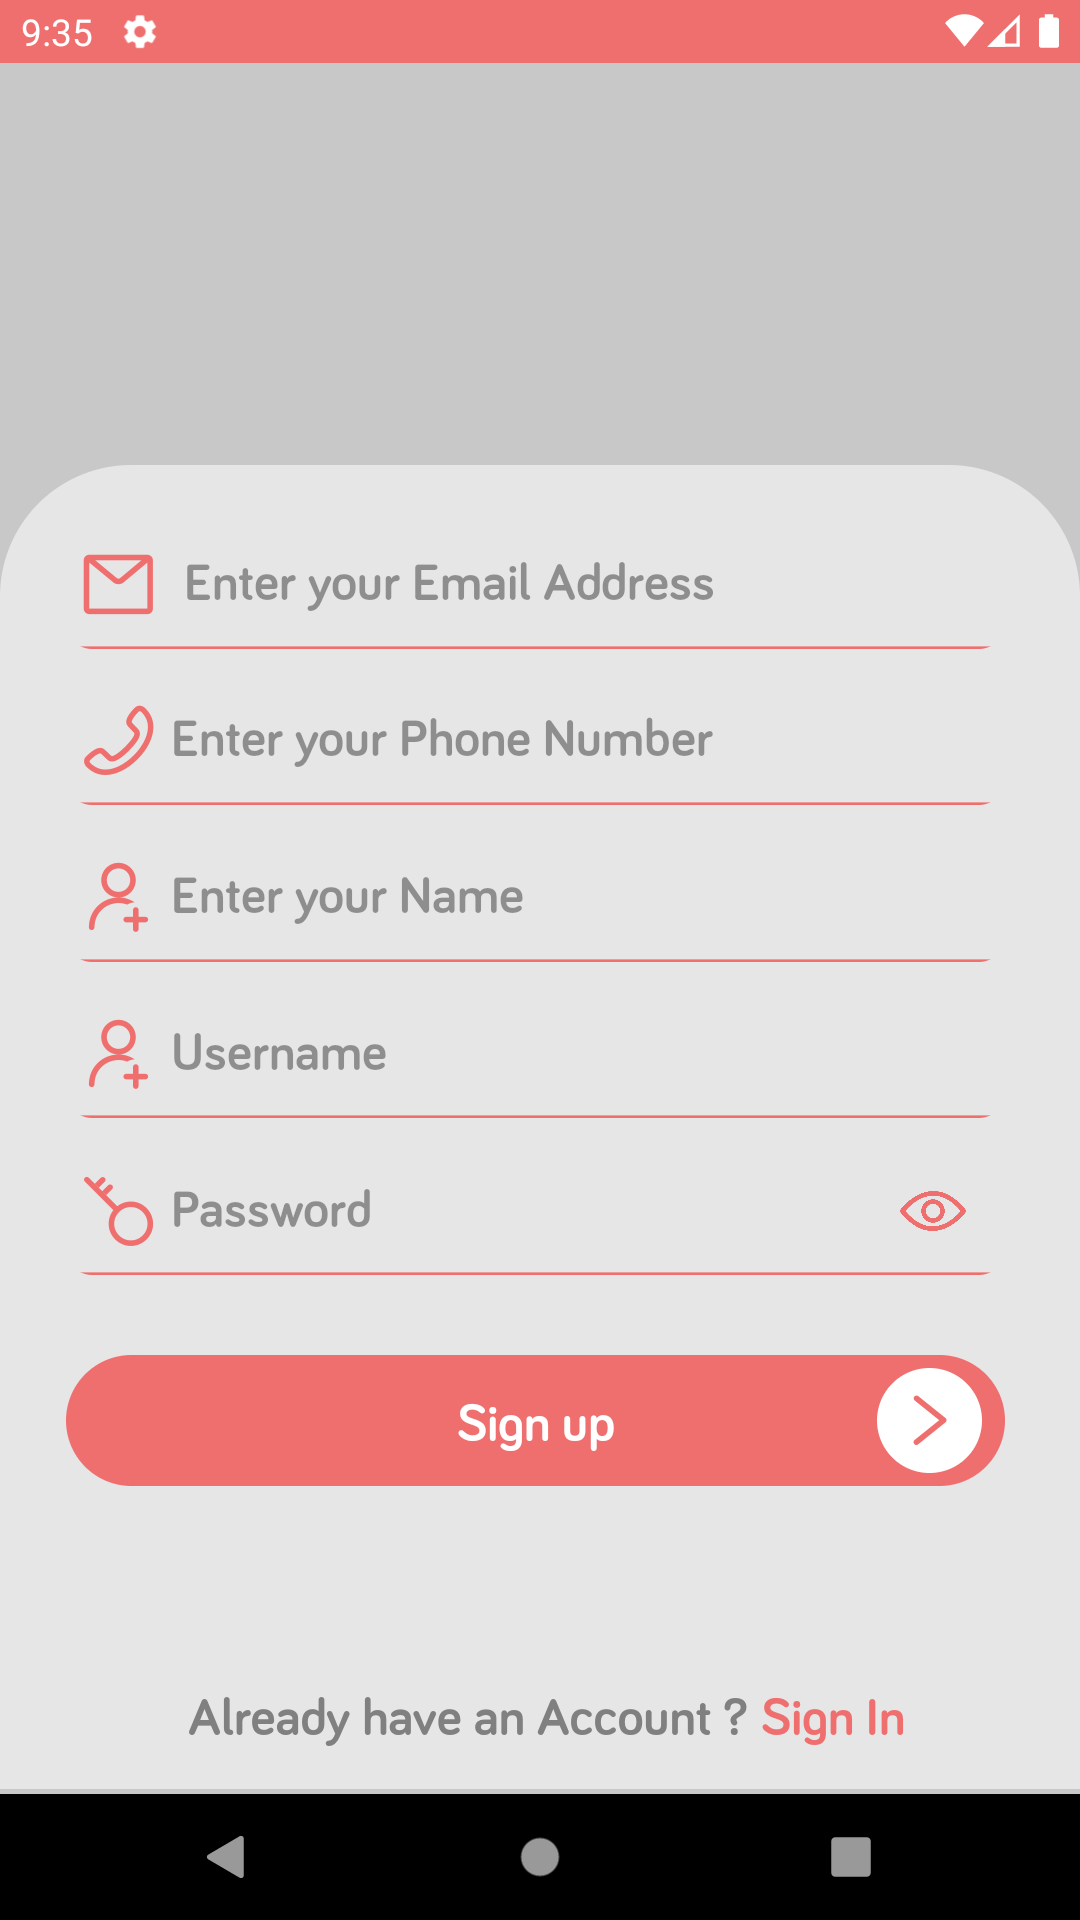 9:35
Enter your Email Address
Enter your Phone Number
Enter your Name
Username
Password
Sign up
Already have an Account ? Sign In